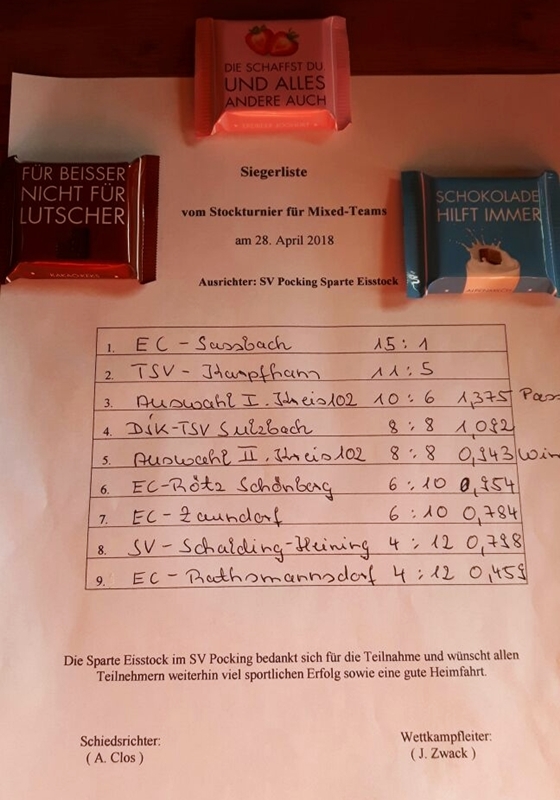 DIE SCHAFFST DU
UND ALLES
ANDERE AUCH
FÜR BEISSER
NICHT FÜR
LUTSCHER
KAKAOKEKS
SCHOKOLADE
HILFT IMMER
Siegerliste
vom Stockturnier für Mixed-Teams
am 28. April 2018
Ausrichter: SV Pocking Sparte Eisstock
1. EC - Sassbach 15 : 1
2. TSV - Karpfham 11 : 5
3. Auswahl I. Kreis 102 10 : 6 1,375 Pass
4. DJK-TSV Sulzbach 8 : 8 1,092
5. Auswahl II. Kreis 102 8 : 8 0,943 Win
6. EC-Rötz Schönberg 6 : 10 0,954
7. EC-Zaundorf 6 : 10 0,784
8. SV-Schalding-Heining 4 : 12 0,798
9. EC-Rathsmannsdorf 4 : 12 0,459
Die Sparte Eisstock im SV Pocking bedankt sich für die Teilnahme und wünscht allen
Teilnehmern weiterhin viel sportlichen Erfolg sowie eine gute Heimfahrt.
Schiedsrichter: Wettkampfleiter:
( A. Clos ) ( J. Zwack )